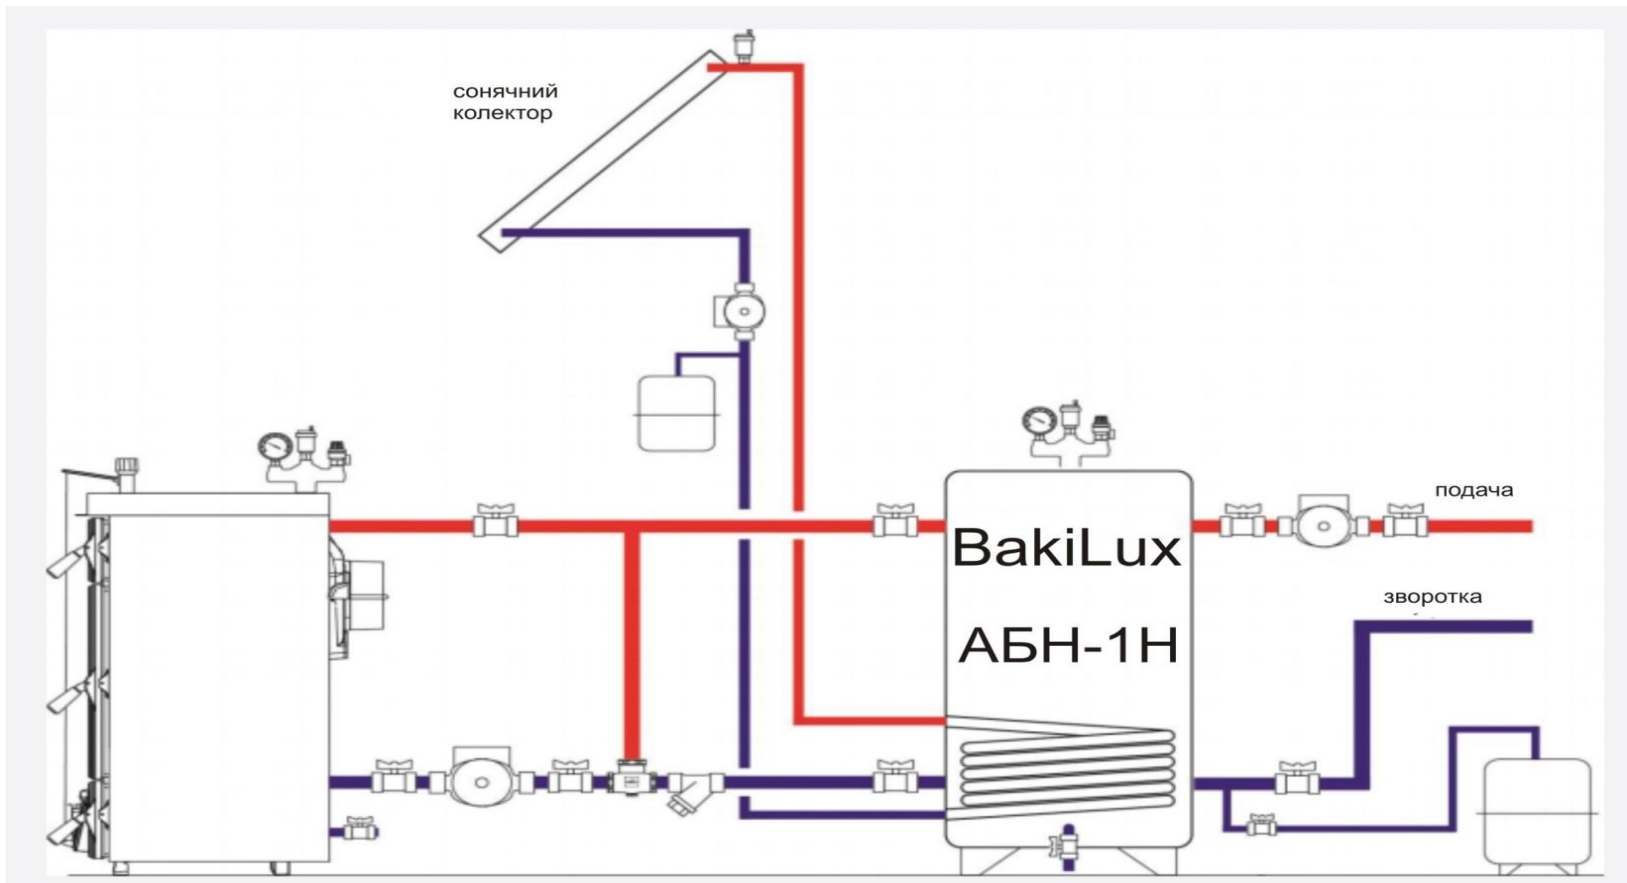 сонячний
колектор
подача
BakiLux
зворотка
АБН-1Н